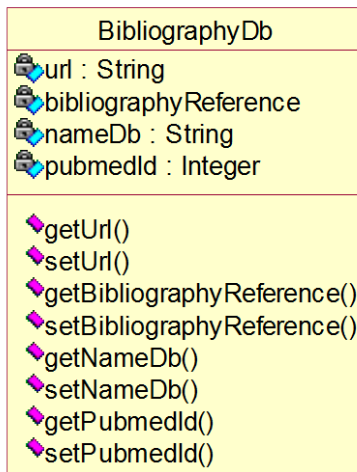 BibliographyDb
url : String
bibliographyReference
nameDb : String
pubmedId : Integer
getUrl()
setUrl()
getBibliographyReference()
setBibliographyReference()
getNameDb()
setNameDb()
getPubmedId()
setPubmedId()